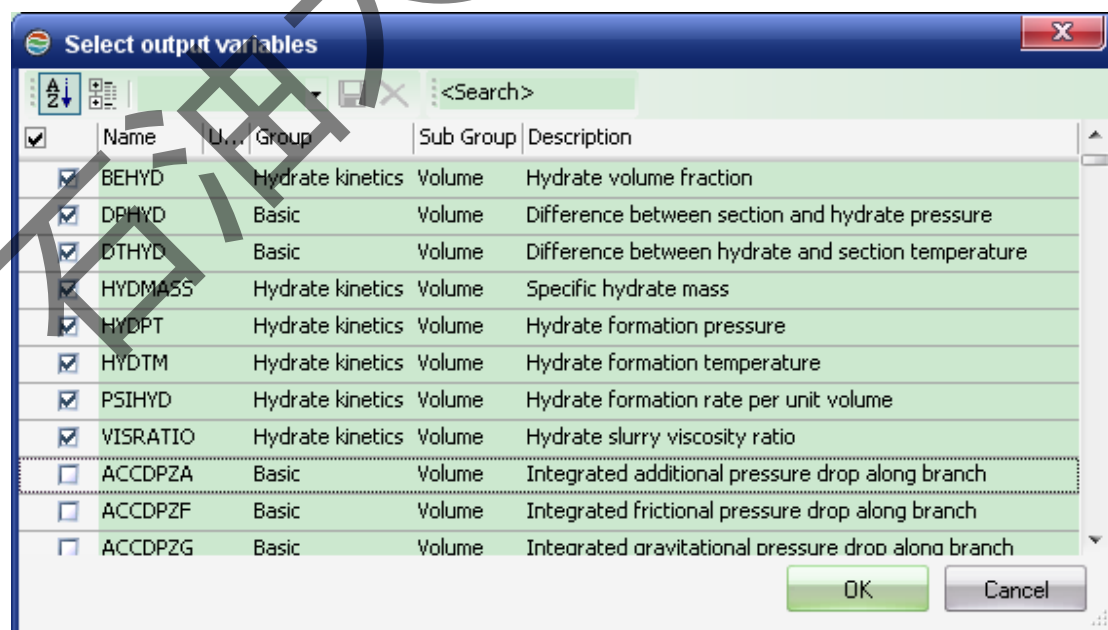 Select output variables
<Search>
Name U... Group Sub Group Description
BEHYD Hydrate kinetics Volume Hydrate volume fraction
DPHYD Basic Volume Difference between section and hydrate pressure
DTHYD Basic Volume Difference between hydrate and section temperature
HYDMASS Hydrate kinetics Volume Specific hydrate mass
HYDPT Hydrate kinetics Volume Hydrate formation pressure
HYDTM Hydrate kinetics Volume Hydrate formation temperature
PSIHYD Hydrate kinetics Volume Hydrate formation rate per unit volume
VISRATIO Hydrate kinetics Volume Hydrate slurry viscosity ratio
ACCDPZA Basic Volume Integrated additional pressure drop along branch
ACCDPZF Basic Volume Integrated frictional pressure drop along branch
ACCDPZG Basic Volume Integrated gravitational pressure drop along branch
OK Cancel
石油